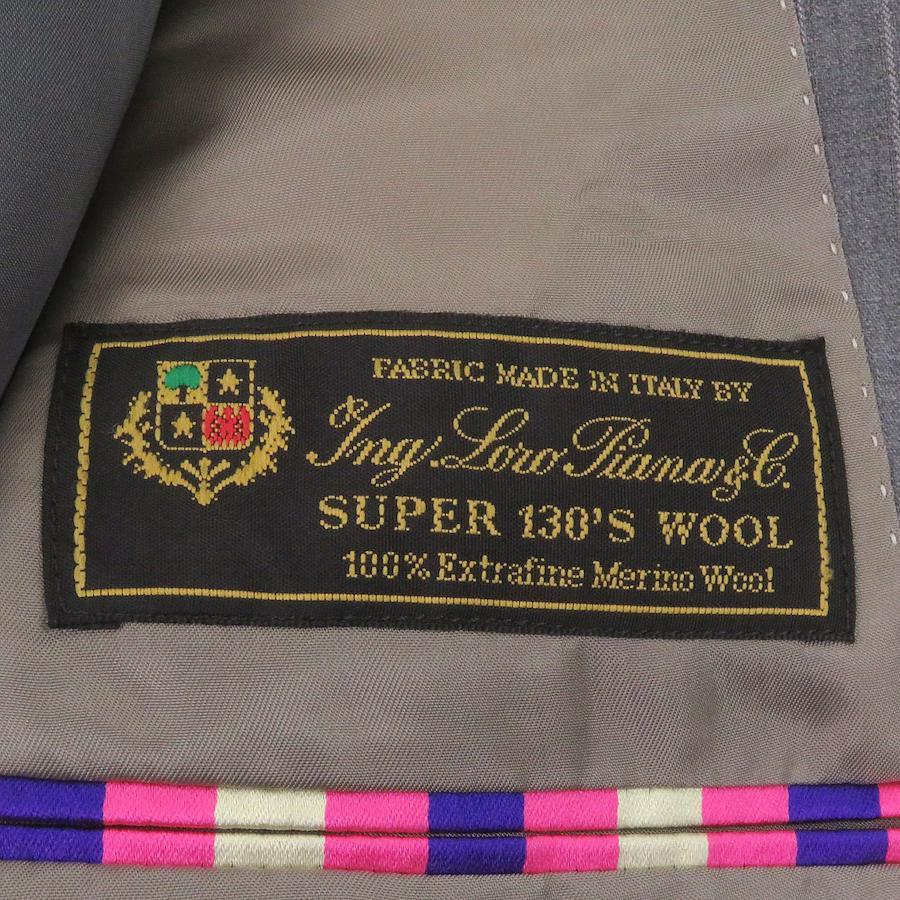 FABRIC MADE IN ITALY BY
Ing. Loro Piana & C.
SUPER 130'S WOOL
100% Extrafine Merino Wool